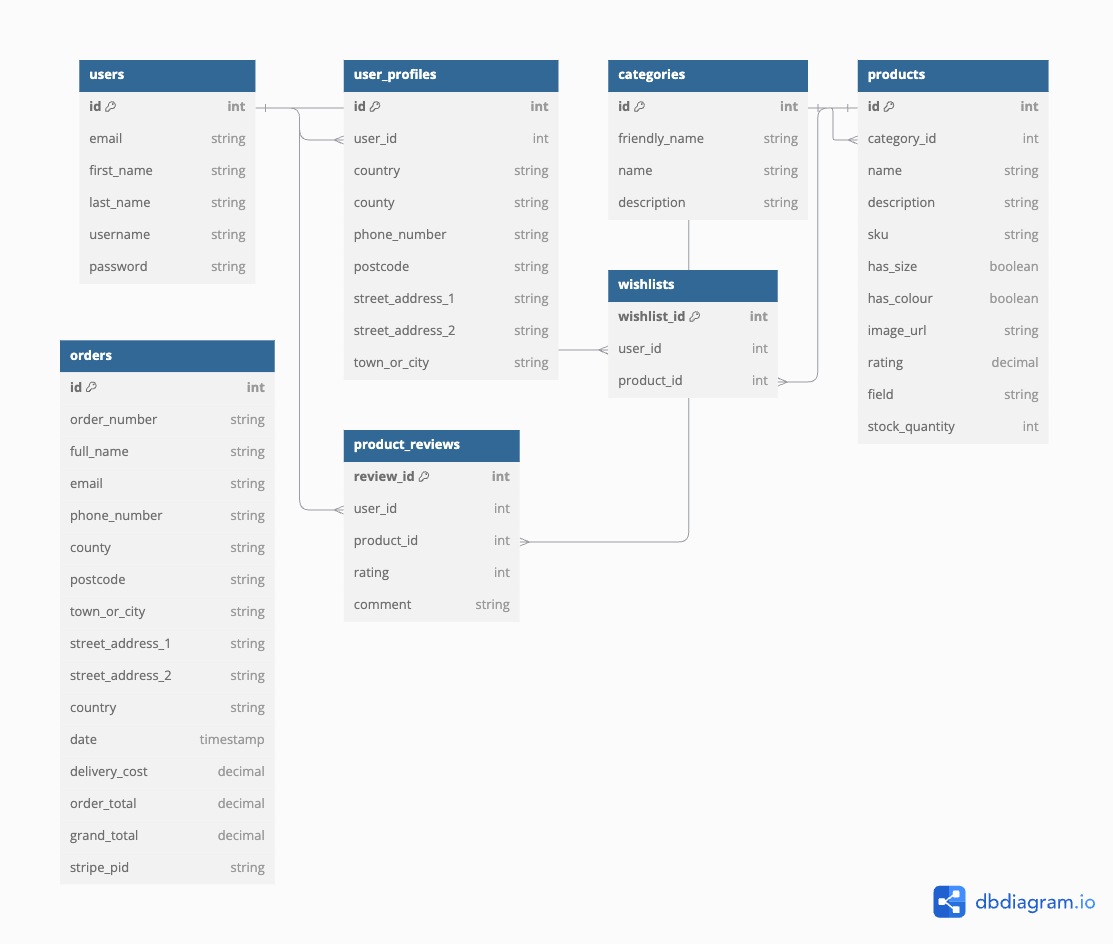 users
id int
email string
first_name string
last_name string
username string
password string
user_profiles
id int
user_id int
country string
county string
phone_number string
postcode string
street_address_1 string
street_address_2 string
town_or_city string
categories
id int
friendly_name string
name string
description string
products
id int
category_id int
name string
description string
sku string
has_size boolean
has_colour boolean
image_url string
rating decimal
field string
stock_quantity int
wishlists
wishlist_id int
user_id int
product_id int
orders
id int
order_number string
full_name string
email string
phone_number string
county string
postcode string
town_or_city string
street_address_1 string
street_address_2 string
country string
date timestamp
delivery_cost decimal
order_total decimal
grand_total decimal
stripe_pid string
product_reviews
review_id int
user_id int
product_id int
rating int
comment string
dbdiagram.io